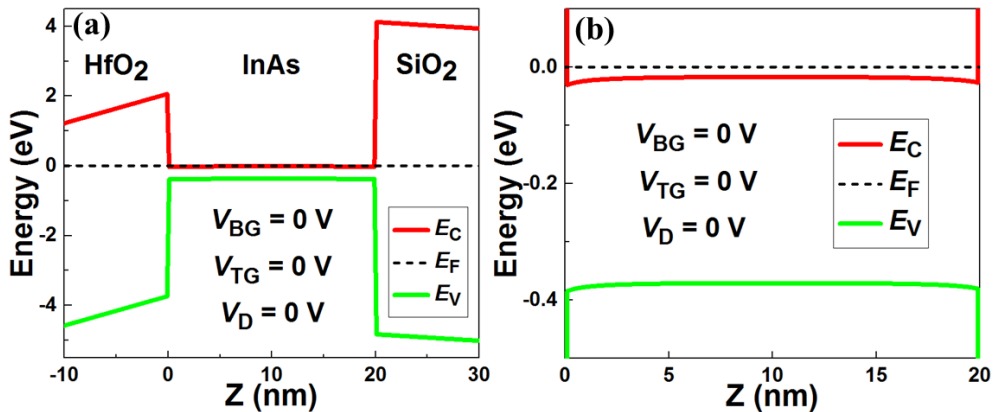 (a)
HfO2
InAs
SiO2
VBG = 0 V
VTG = 0 V
VD = 0 V
EC
EF
EV
Energy (eV)
4
2
0
-2
-4
-10
0
10
20
30
Z (nm)
(b)
VBG = 0 V
VTG = 0 V
VD = 0 V
EC
EF
EV
Energy (eV)
0.0
-0.2
-0.4
0
5
10
15
20
Z (nm)